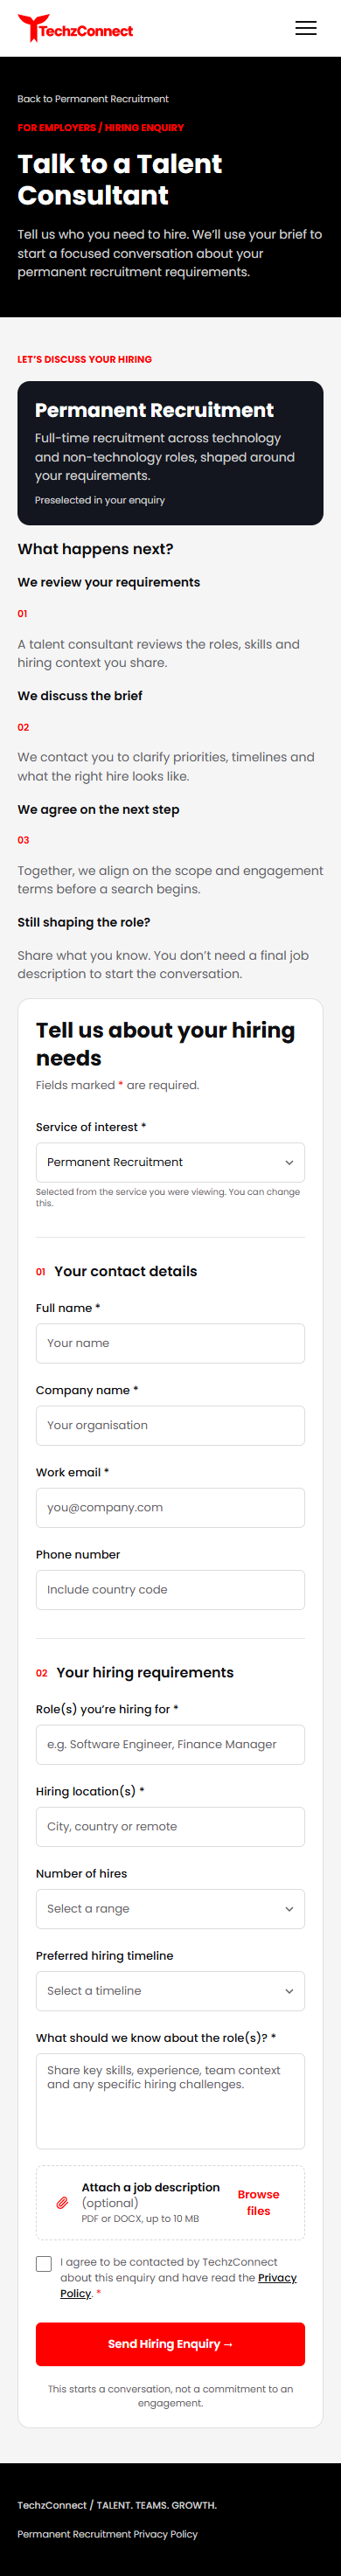 TechzConnect
Back to Permanent Recruitment
FOR EMPLOYERS / HIRING ENQUIRY
Talk to a Talent
Consultant
Tell us who you need to hire. We’ll use your brief to
start a focused conversation about your
permanent recruitment requirements.
LET’S DISCUSS YOUR HIRING
Permanent Recruitment
Full-time recruitment across technology
and non-technology roles, shaped around
your requirements.
Preselected in your enquiry
What happens next?
We review your requirements
01
A talent consultant reviews the roles, skills and
hiring context you share.
We discuss the brief
02
We contact you to clarify priorities, timelines and
what the right hire looks like.
We agree on the next step
03
Together, we align on the scope and engagement
terms before a search begins.
Still shaping the role?
Share what you know. You don’t need a final job
description to start the conversation.
Tell us about your hiring
needs
Fields marked * are required.
Service of interest *
Permanent Recruitment
Selected from the service you were viewing. You can change
this.
01 Your contact details
Full name *
Your name
Company name *
Your organisation
Work email *
you@company.com
Phone number
Include country code
02 Your hiring requirements
Role(s) you’re hiring for *
e.g. Software Engineer, Finance Manager
Hiring location(s) *
City, country or remote
Number of hires
Select a range
Preferred hiring timeline
Select a timeline
What should we know about the role(s)? *
Share key skills, experience, team context
and any specific hiring challenges.
Attach a job description
(optional)
PDF or DOCX, up to 10 MB
Browse
files
I agree to be contacted by TechzConnect
about this enquiry and have read the Privacy
Policy. *
Send Hiring Enquiry →
This starts a conversation, not a commitment to an
engagement.
TechzConnect / TALENT. TEAMS. GROWTH.
Permanent Recruitment Privacy Policy